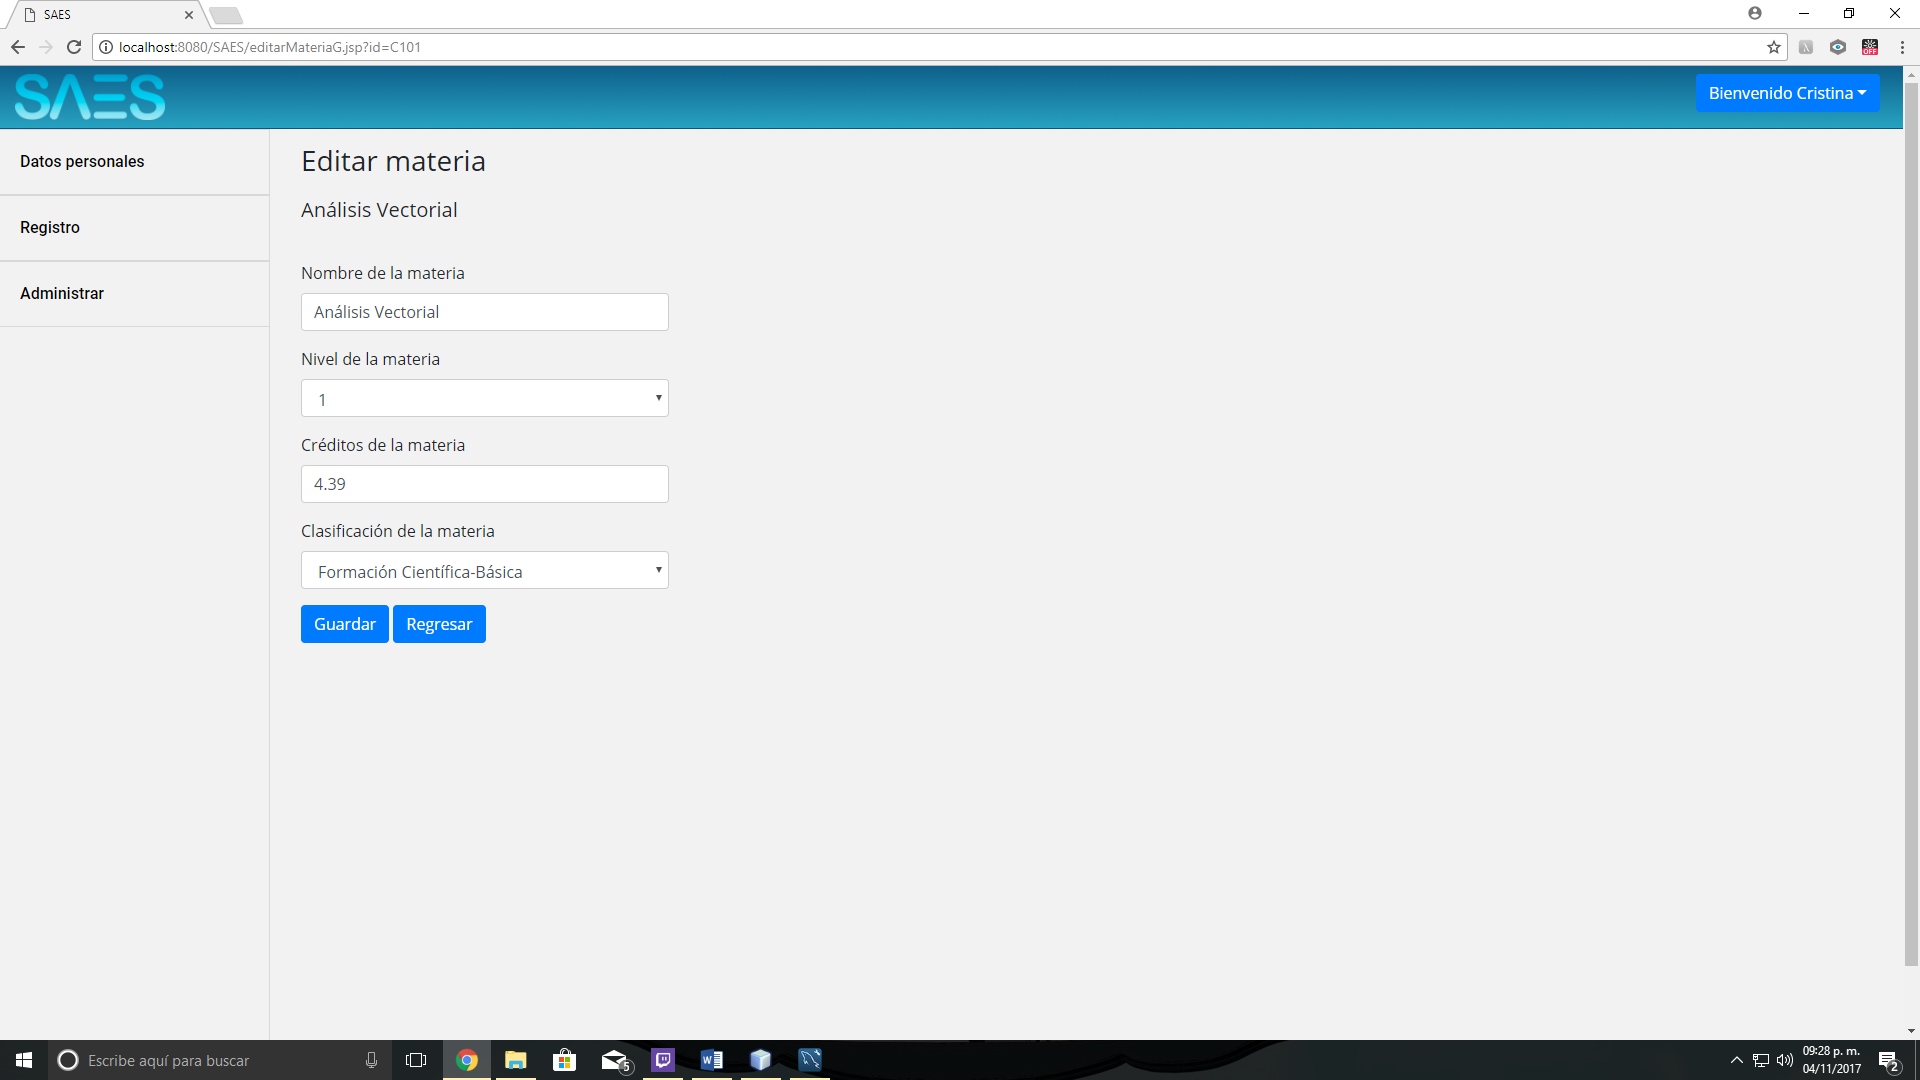 SAES
localhost:8080/SAES/editarMateriaG.jsp?id=C101
OFF
SAES
Bienvenido Cristina
Datos personales
Registro
Administrar
Editar materia
Análisis Vectorial
Nombre de la materia
Análisis Vectorial
Nivel de la materia
1
Créditos de la materia
4.39
Clasificación de la materia
Formación Científica-Básica
Guardar Regresar
Escribe aquí para buscar
5
09:28 p. m.
04/11/2017
2